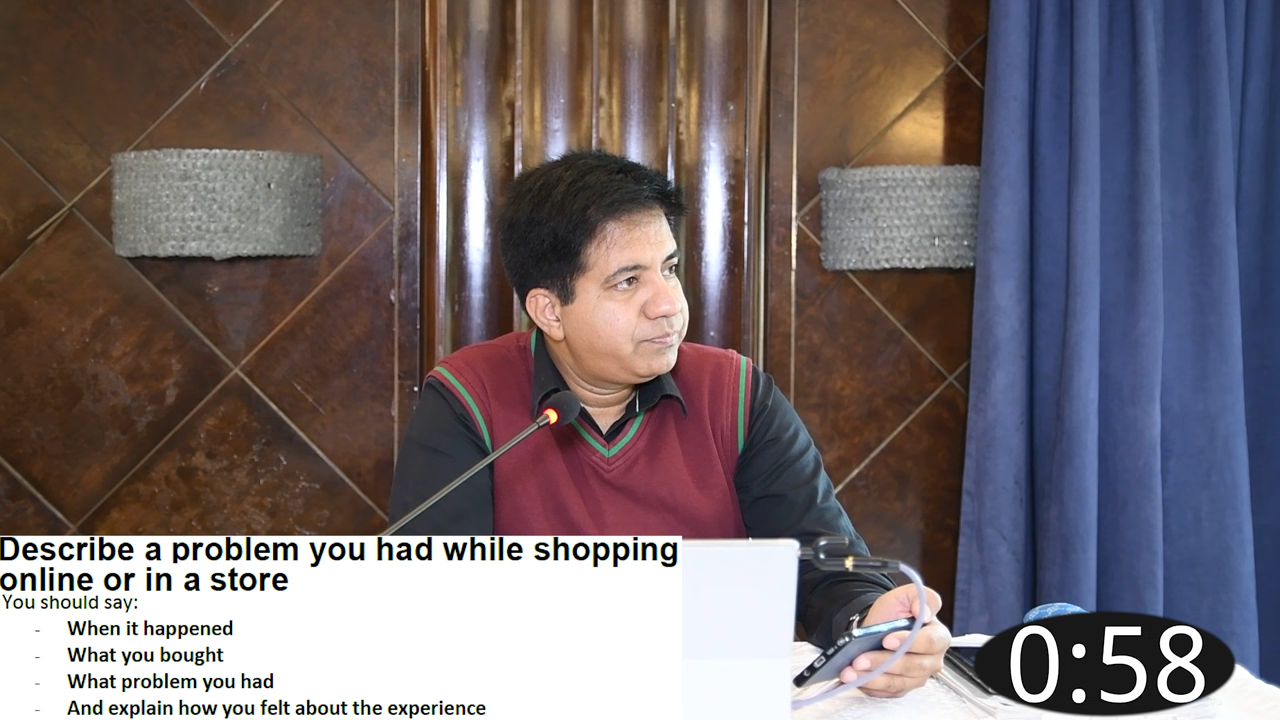 Describe a problem you had while shopping
online or in a store
You should say:
- When it happened
- What you bought
- What problem you had
- And explain how you felt about the experience
0:58